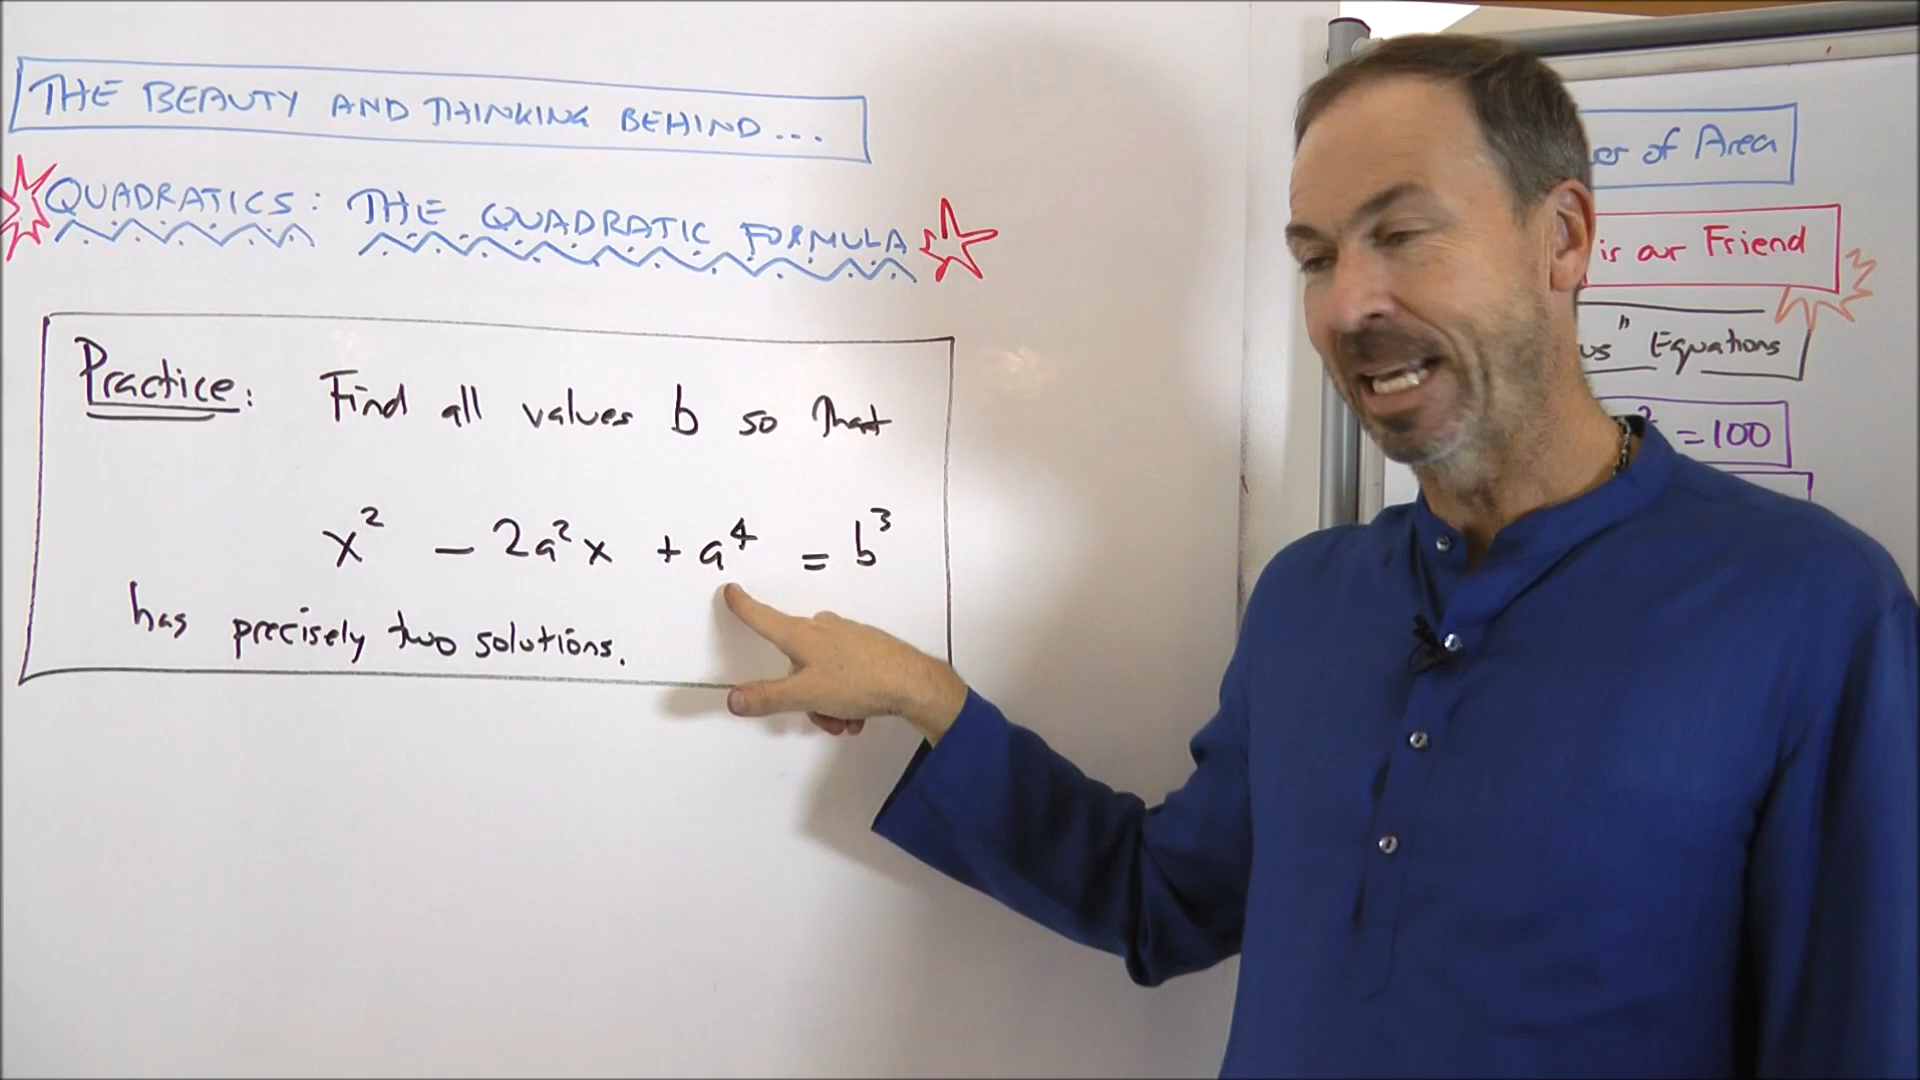 THE BEAUTY AND THINKING BEHIND...
QUADRATICS: THE QUADRATIC FORMULA
Practice: Find all values b so that
x² – 2a²x + a⁴ = b³
has precisely two solutions.
of Area
is our Friend
" Equations
= 100